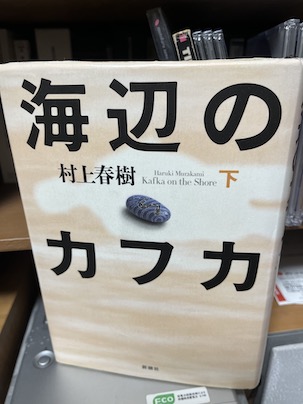 海辺の
村上春樹
Haruki Murakami
Kafka on the Shore
下
カフカ
新潮社
ECO